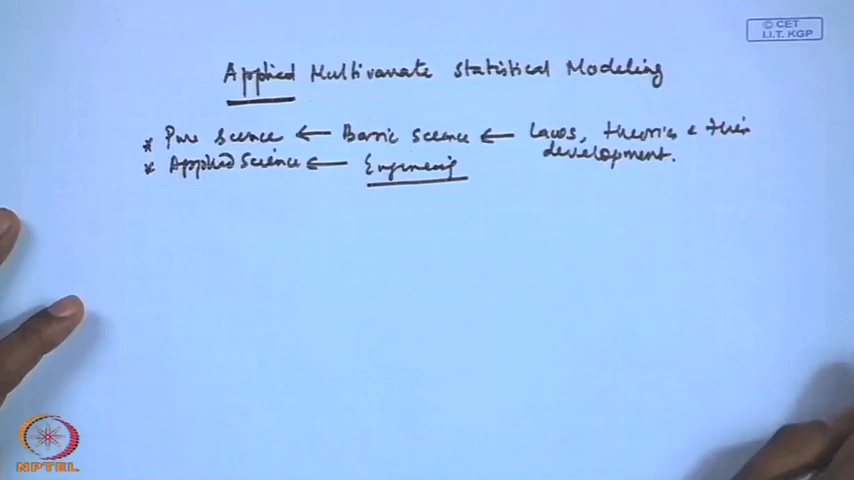 © CET
I.I.T. KGP
Applied Multivariate Statistical Modeling
* Pure Science ← Basic Science ← Laws, theories & their
development.
* Applied Science ← Engineering
NPTEL